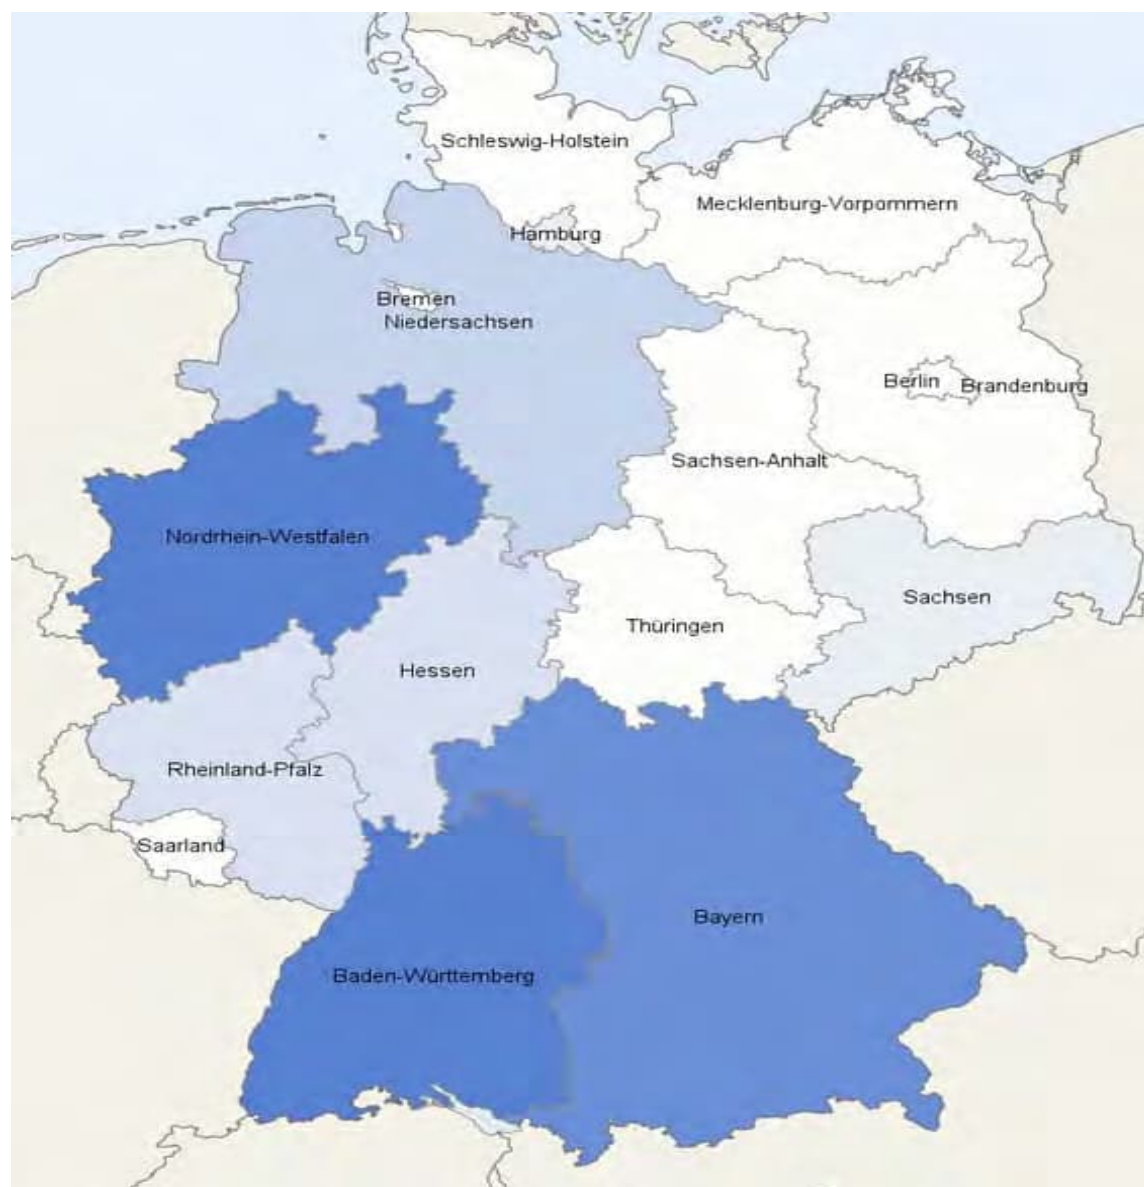 Schleswig-Holstein
Mecklenburg-Vorpommern
Hamburg
Bremen
Niedersachsen
Berlin
Brandenburg
Sachsen-Anhalt
Nordrhein-Westfalen
Sachsen
Thüringen
Hessen
Rheinland-Pfalz
Saarland
Bayern
Baden-Württemberg